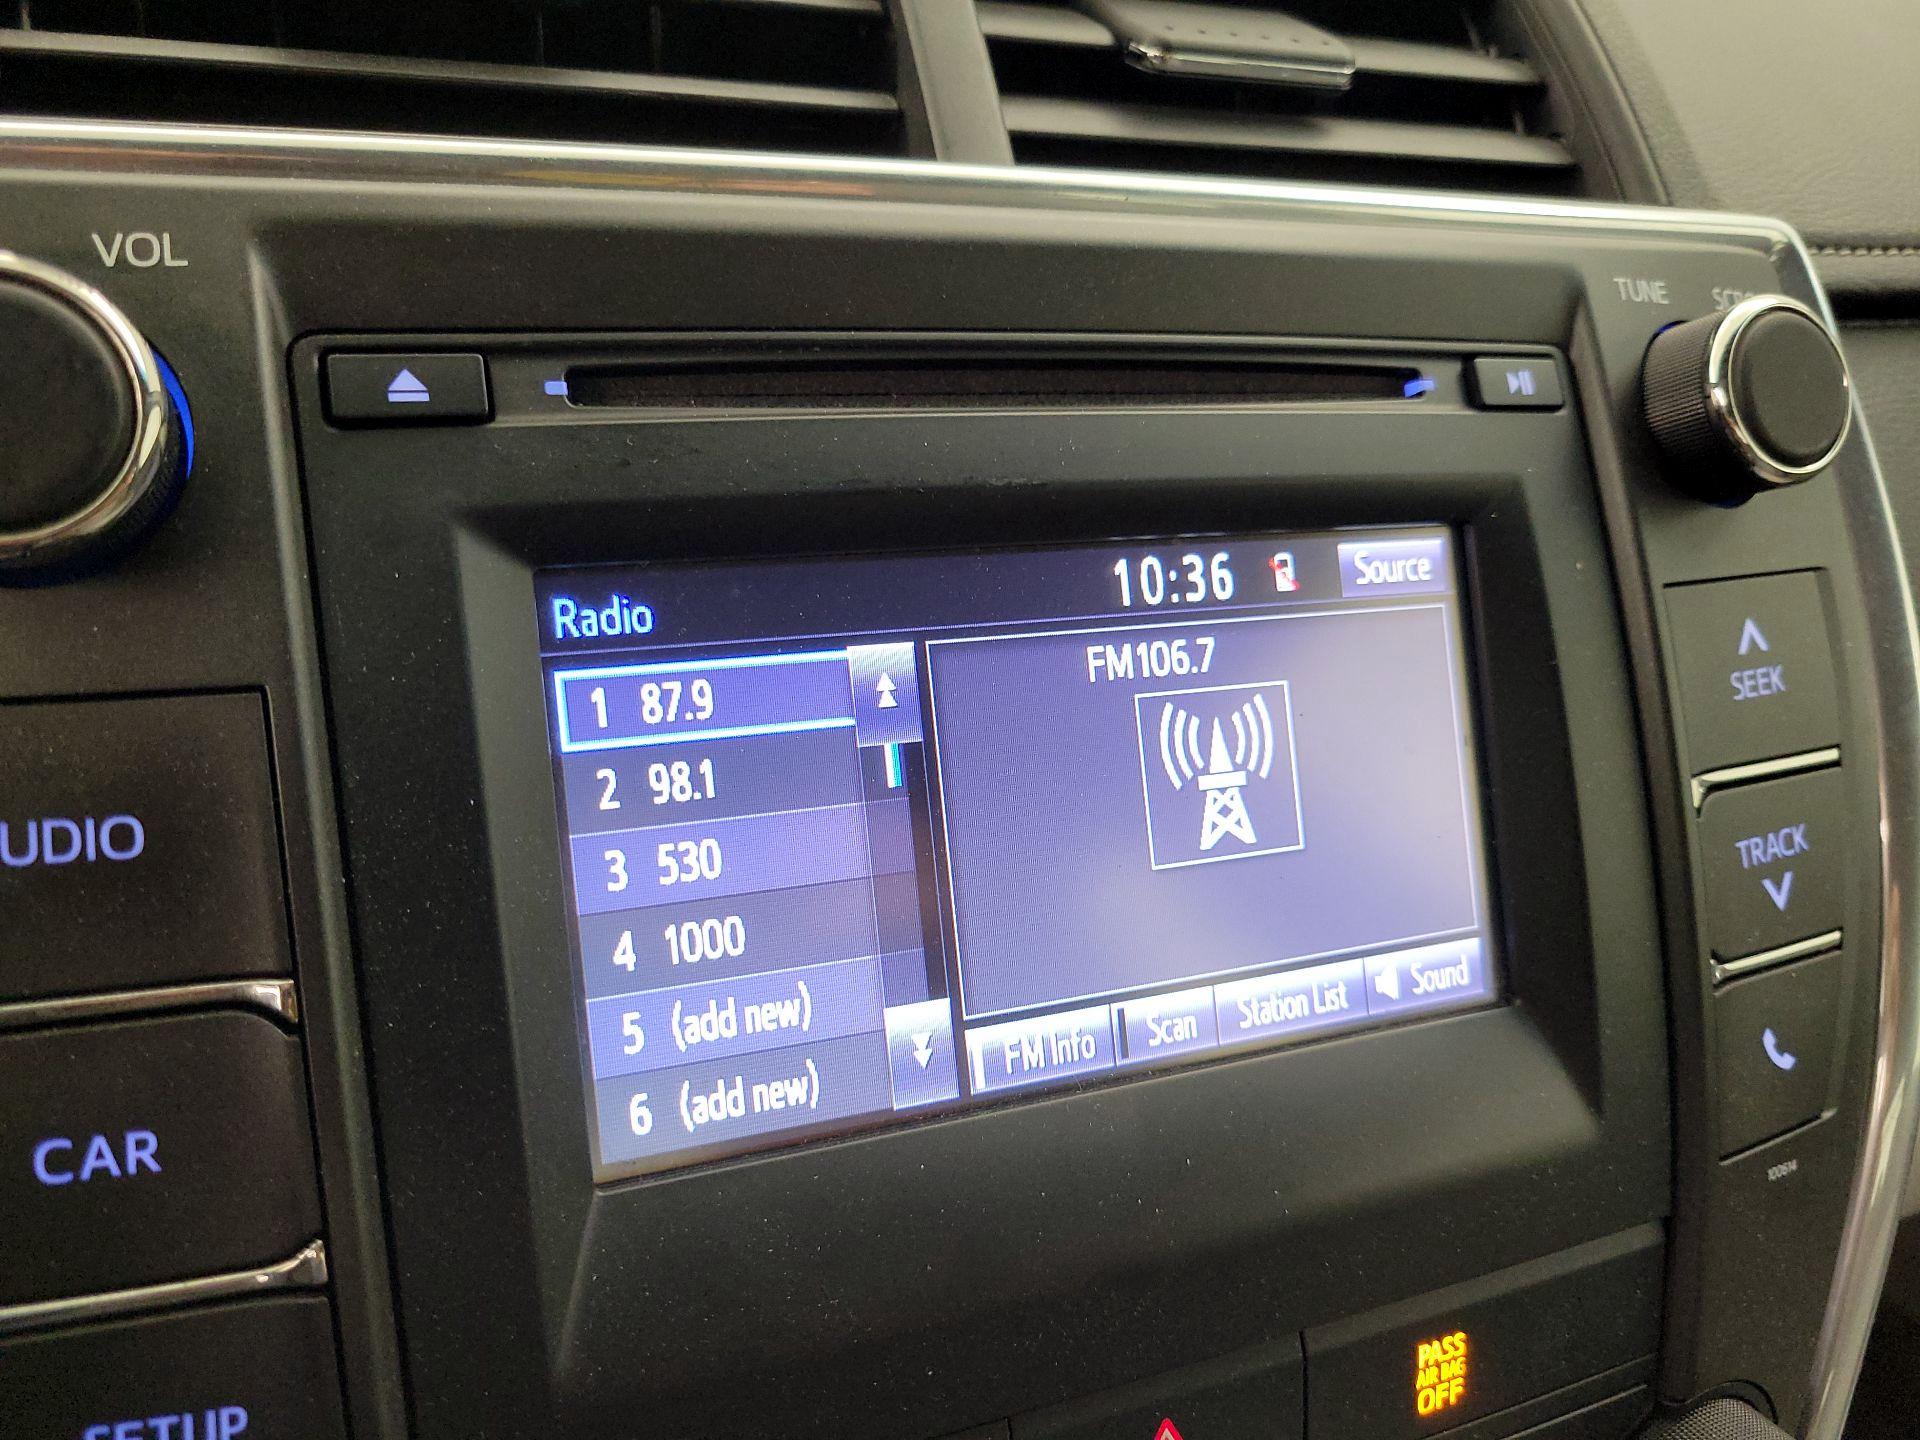 VOL
TUNE
Radio
10:36
Source
1 87.9
2 98.1
3 530
4 1000
5 (add new)
6 (add new)
FM106.7
FM Info
Scan
Station List
Sound
SEEK
TRACK
UDIO
CAR
SETUP
100614
PASS
AIR BAG
OFF